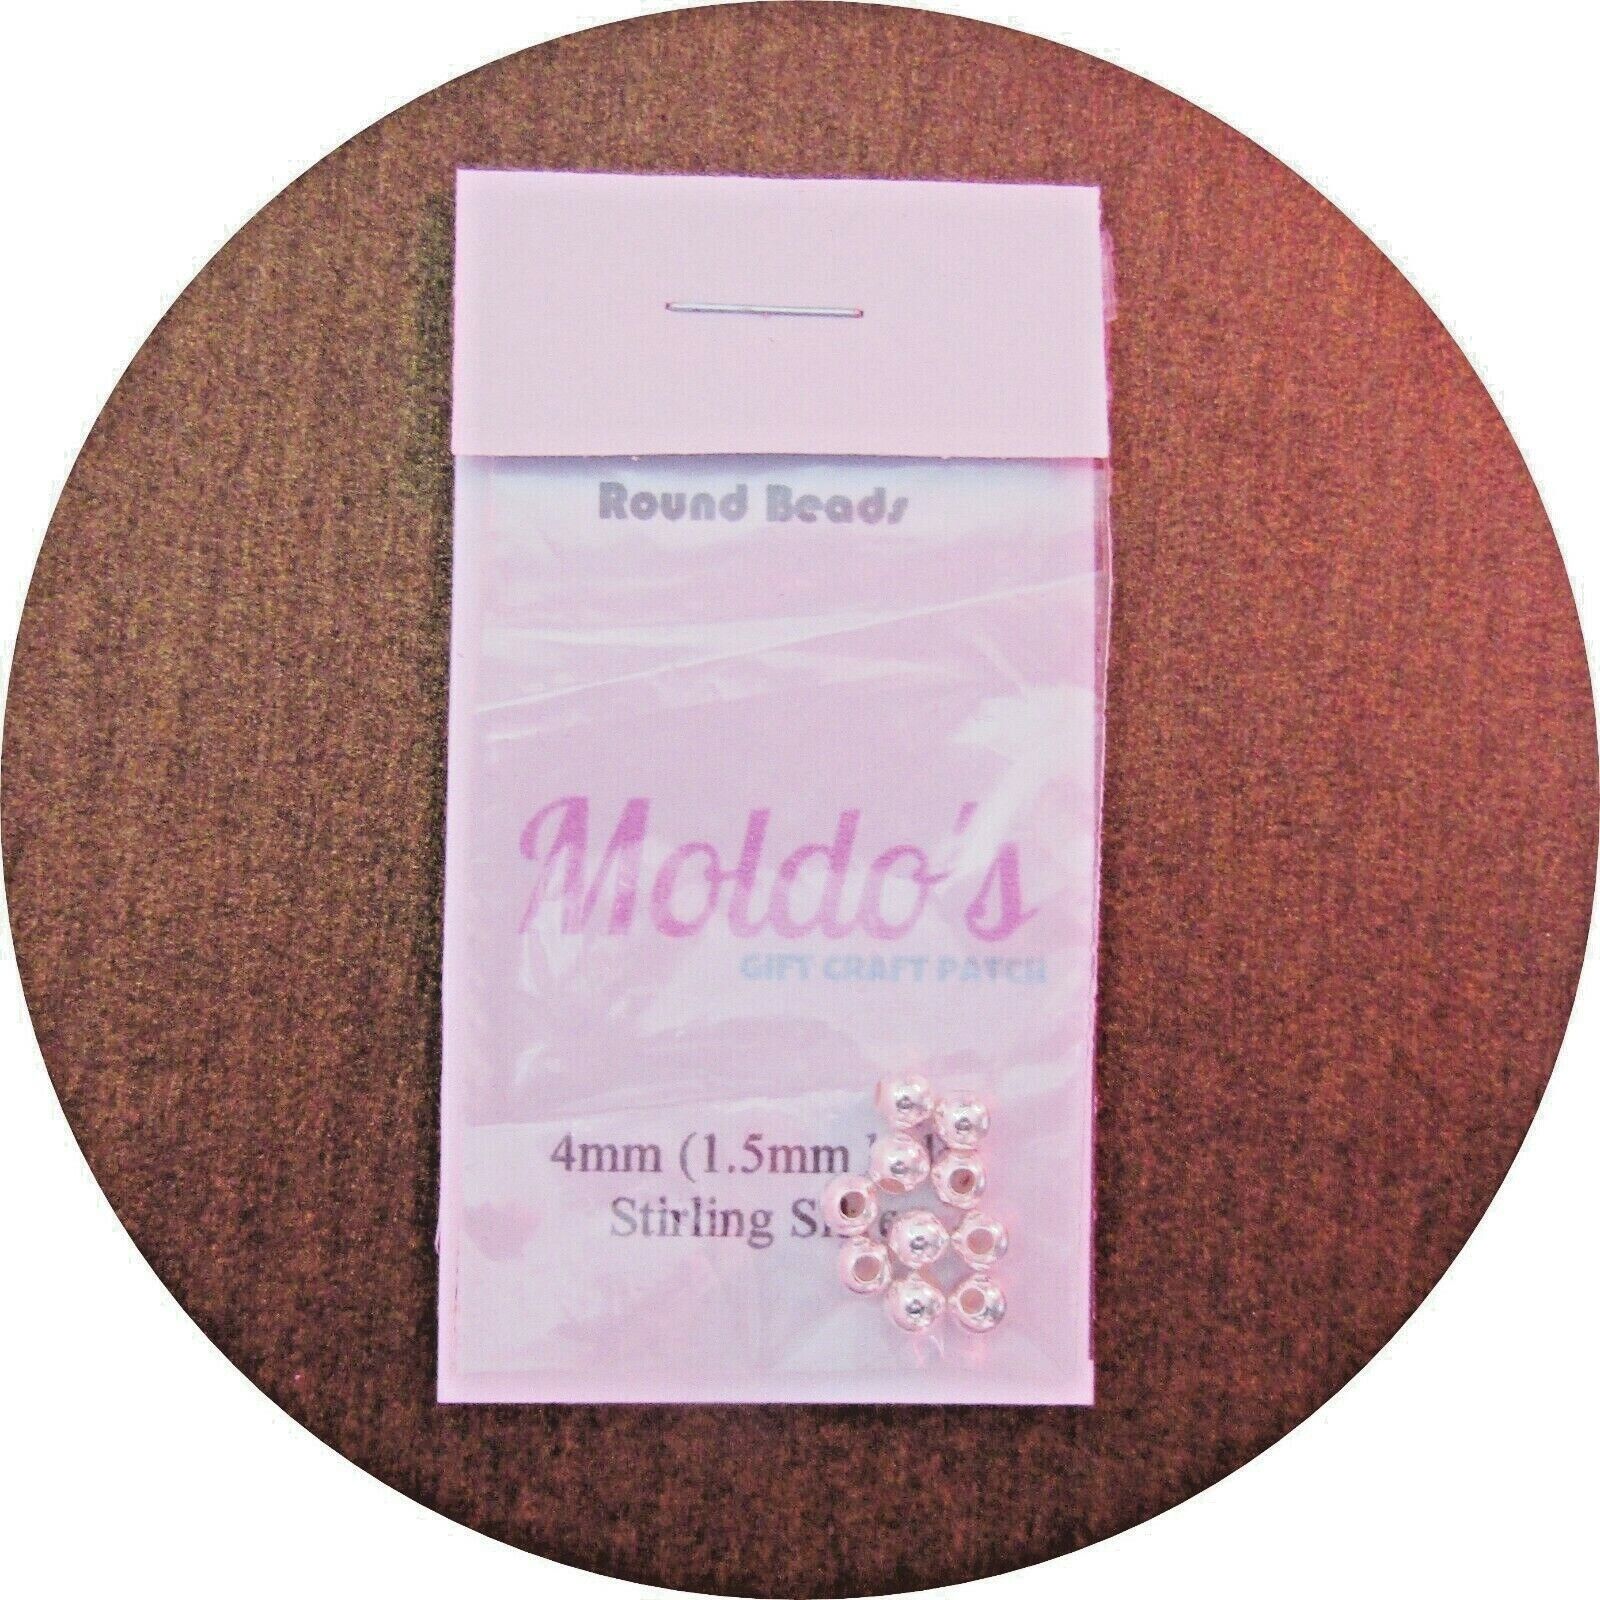 Round Beads
Moldo's
GIFT CRAFT PATCH
4mm (1.5mm
Stirling